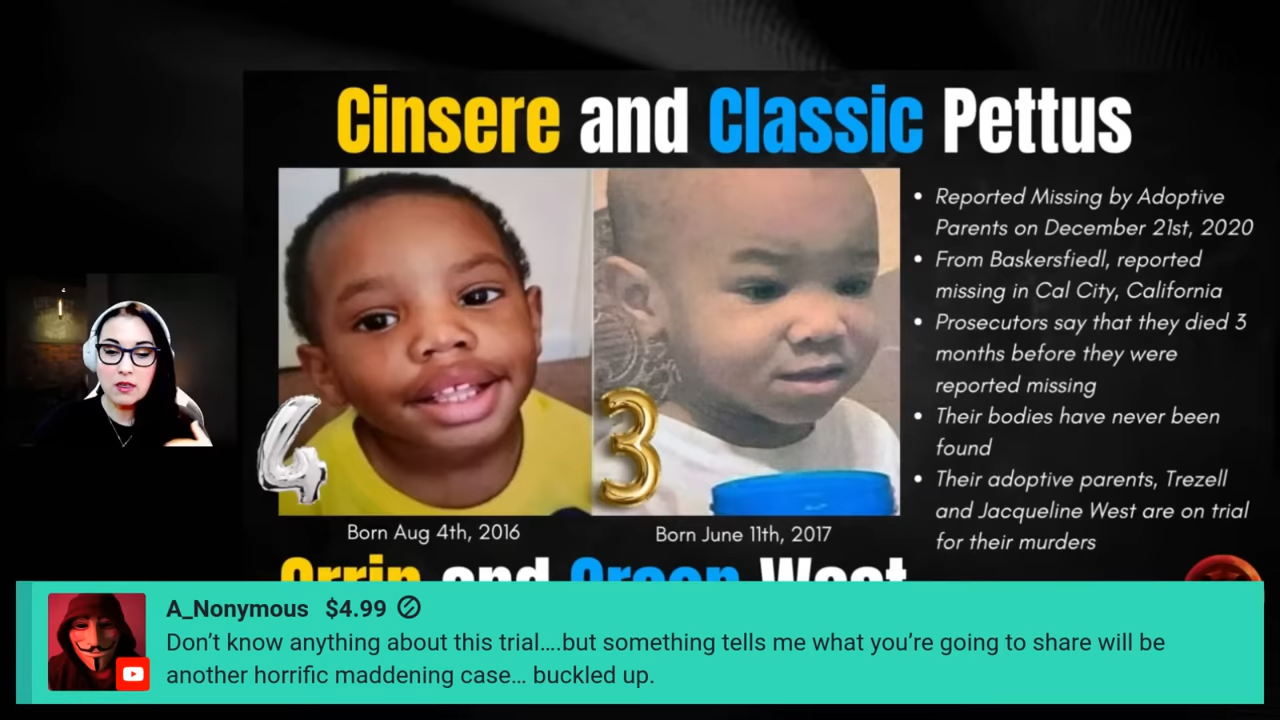 Cinsere and Classic Pettus
4
3
Born Aug 4th, 2016
Born June 11th, 2017
• Reported Missing by Adoptive
Parents on December 21st, 2020
• From Baskersfiedl, reported
missing in Cal City, California
• Prosecutors say that they died 3
months before they were
reported missing
• Their bodies have never been
found
• Their adoptive parents, Trezell
and Jacqueline West are on trial
for their murders
Orrin and Orson West
A_Nonymous $4.99
Don’t know anything about this trial….but something tells me what you’re going to share will be
another horrific maddening case… buckled up.